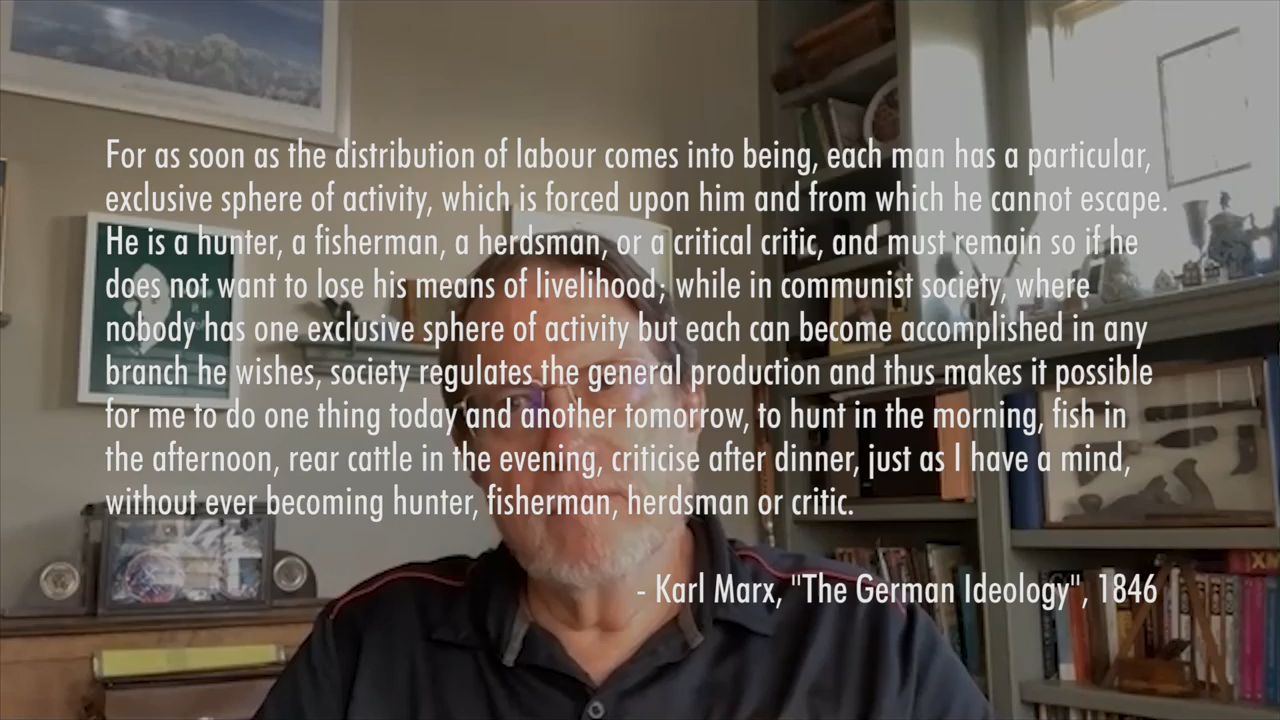 For as soon as the distribution of labour comes into being, each man has a particular,
exclusive sphere of activity, which is forced upon him and from which he cannot escape.
He is a hunter, a fisherman, a herdsman, or a critical critic, and must remain so if he
does not want to lose his means of livelihood; while in communist society, where
nobody has one exclusive sphere of activity but each can become accomplished in any
branch he wishes, society regulates the general production and thus makes it possible
for me to do one thing today and another tomorrow, to hunt in the morning, fish in
the afternoon, rear cattle in the evening, criticise after dinner, just as I have a mind,
without ever becoming hunter, fisherman, herdsman or critic.
- Karl Marx, "The German Ideology", 1846